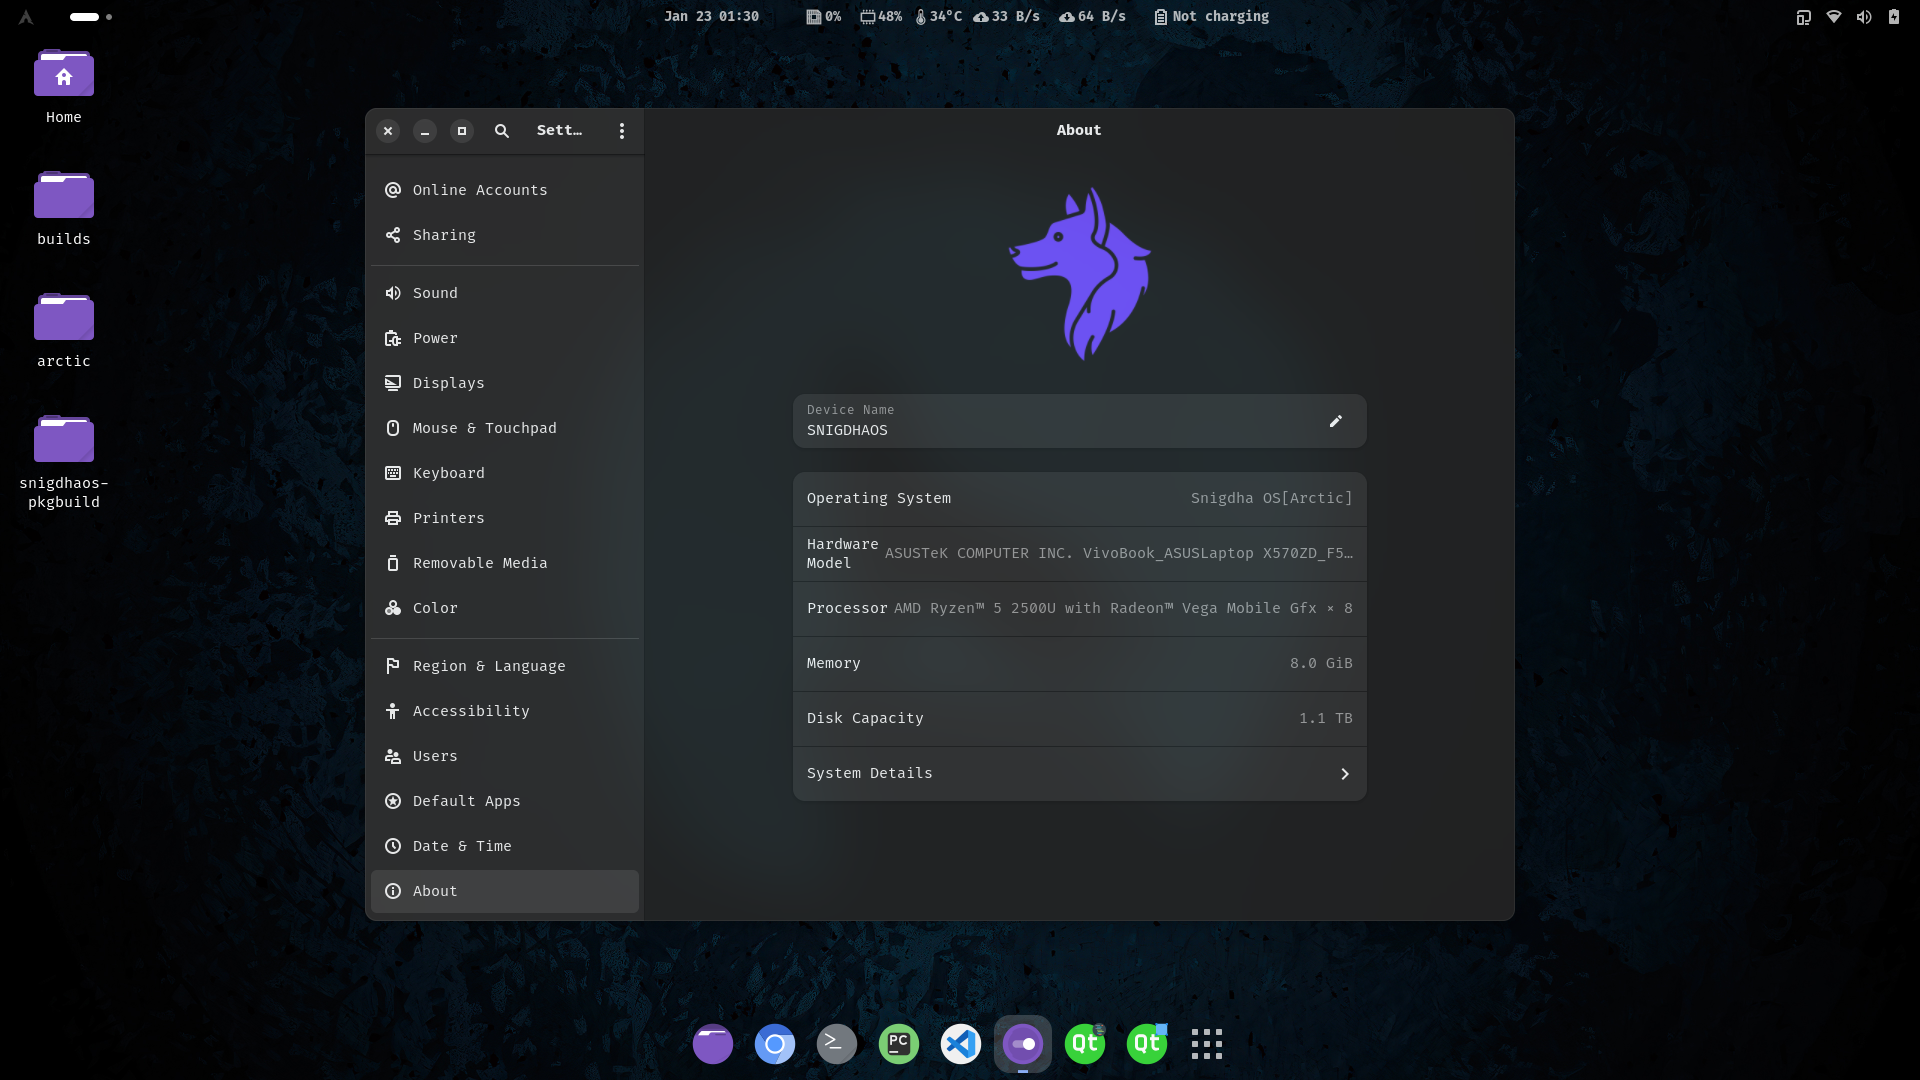 Jan 23 01:30 0% 48% 34°C 33 B/s 64 B/s Not charging
Home
builds
arctic
snigdhaos-
pkgbuild
Sett…
Online Accounts
Sharing
Sound
Power
Displays
Mouse & Touchpad
Keyboard
Printers
Removable Media
Color
Region & Language
Accessibility
Users
Default Apps
Date & Time
About
About
Device Name
SNIGDHAOS
Operating System Snigdha OS[Arctic]
Hardware
Model ASUSTeK COMPUTER INC. VivoBook_ASUSLaptop X570ZD_F5…
Processor AMD Ryzen™ 5 2500U with Radeon™ Vega Mobile Gfx × 8
Memory 8.0 GiB
Disk Capacity 1.1 TB
System Details
PC
Qt
Qt